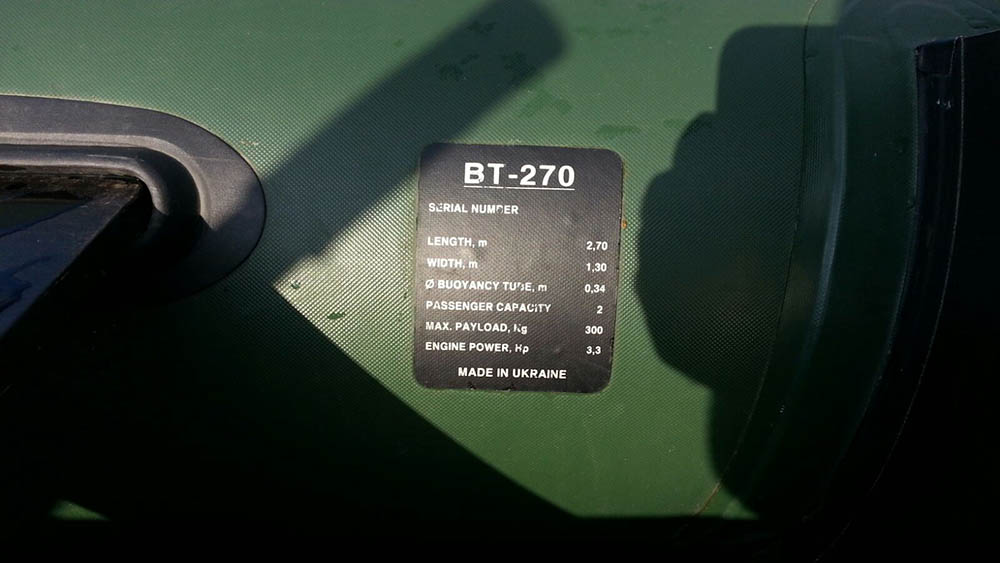 BT-270
SERIAL NUMBER
LENGTH, m 2,70
WIDTH, m 1,30
Ø BUOYANCY TUBE, m 0,34
PASSENGER CAPACITY 2
MAX. PAYLOAD, Kg 300
ENGINE POWER, Hp 3,3
MADE IN UKRAINE